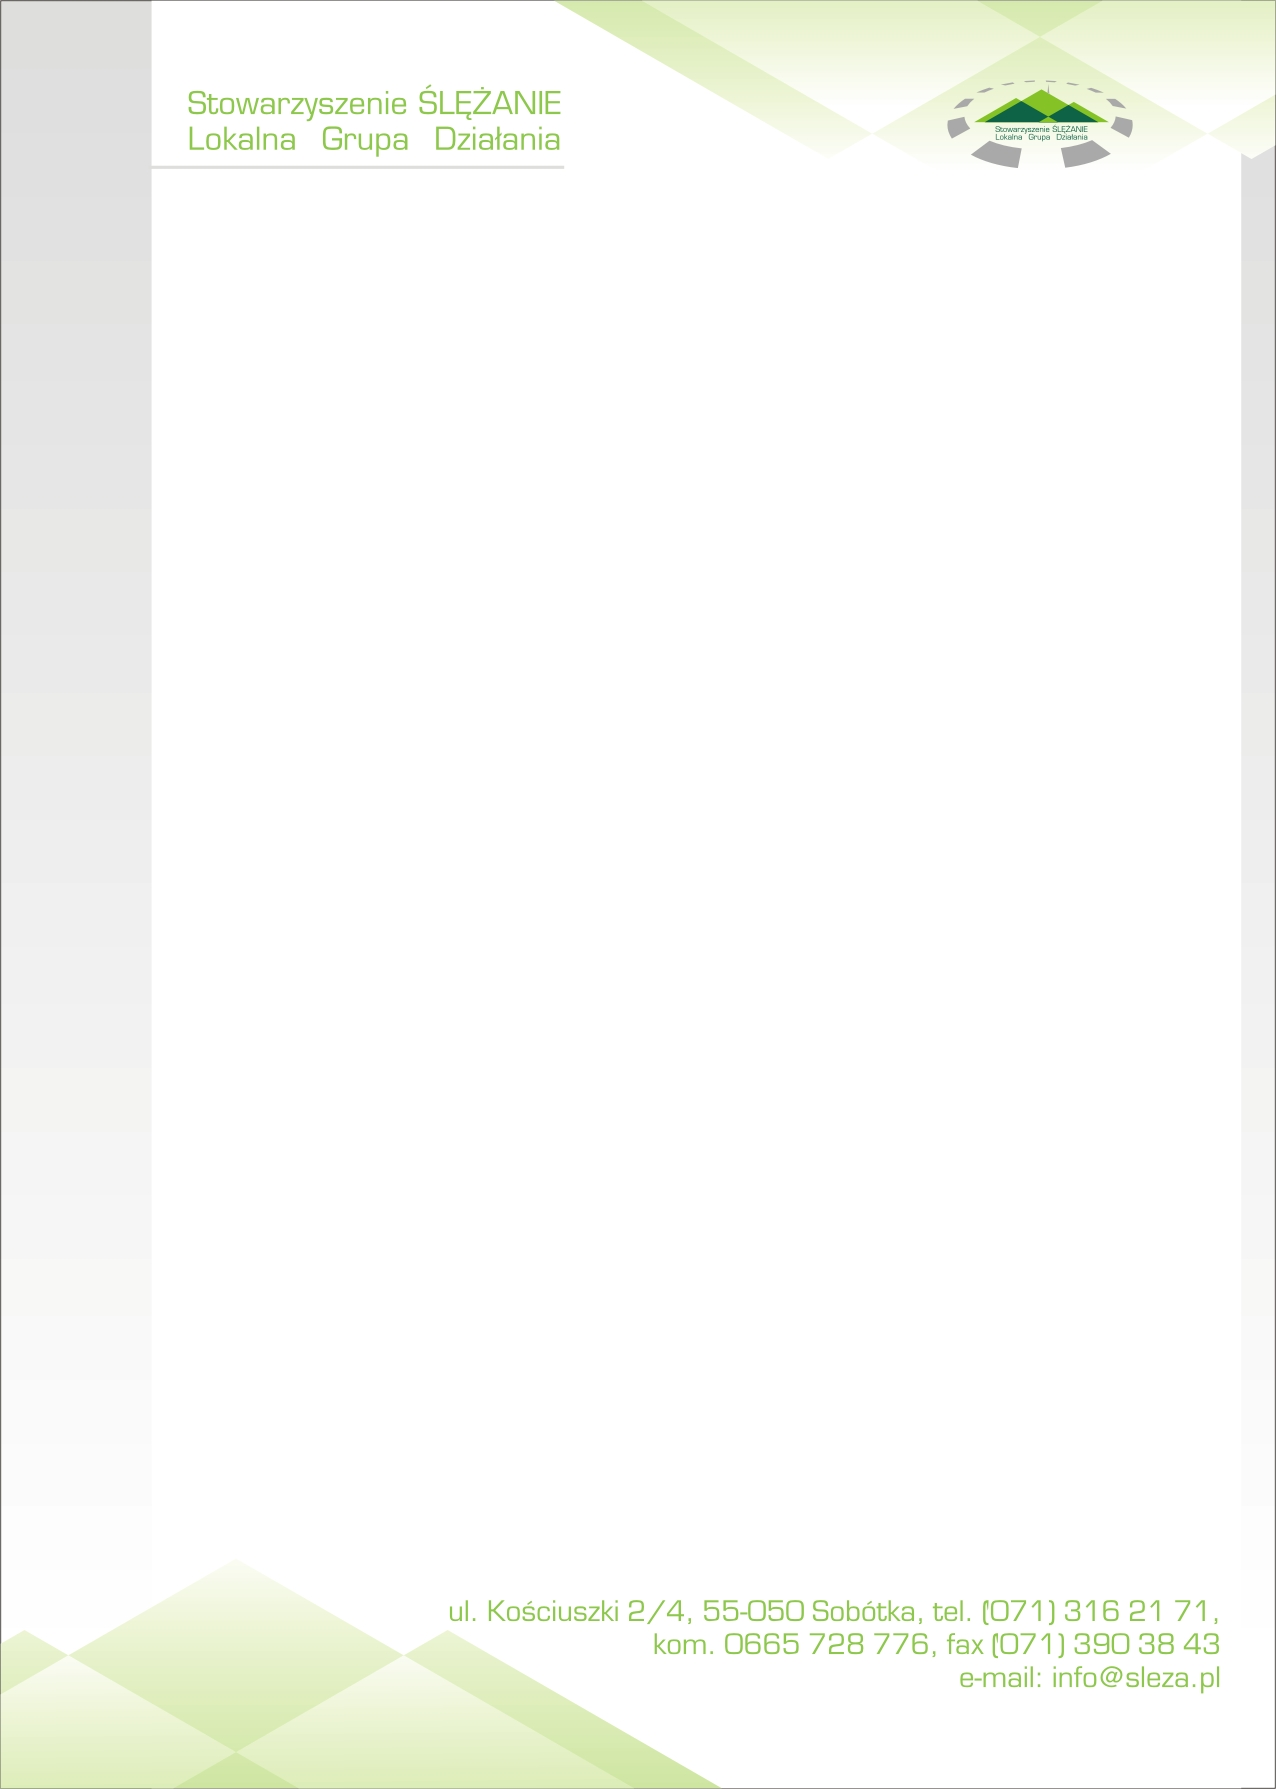 Stowarzyszenie ŚLĘŻANIE
Lokalna Grupa Działania
Stowarzyszenie ŚLĘŻANIE
Lokalna Grupa Działania
ul. Kościuszki 2/4, 55-050 Sobótka, tel. (071) 316 21 71,
kom. 0665 728 776, fax (071) 390 38 43
e-mail: info@sleza.pl